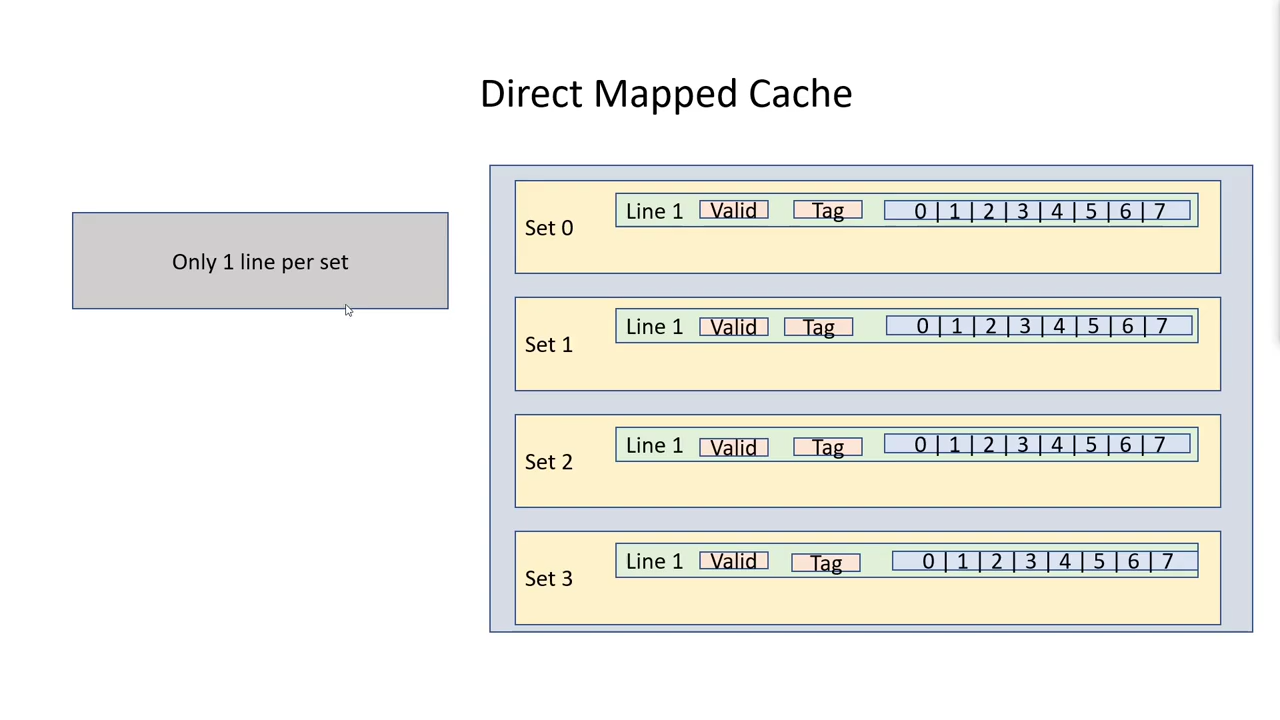 Direct Mapped Cache
Only 1 line per set
Set 0
Line 1 Valid Tag 0 | 1 | 2 | 3 | 4 | 5 | 6 | 7
Set 1
Line 1 Valid Tag 0 | 1 | 2 | 3 | 4 | 5 | 6 | 7
Set 2
Line 1 Valid Tag 0 | 1 | 2 | 3 | 4 | 5 | 6 | 7
Set 3
Line 1 Valid Tag 0 | 1 | 2 | 3 | 4 | 5 | 6 | 7